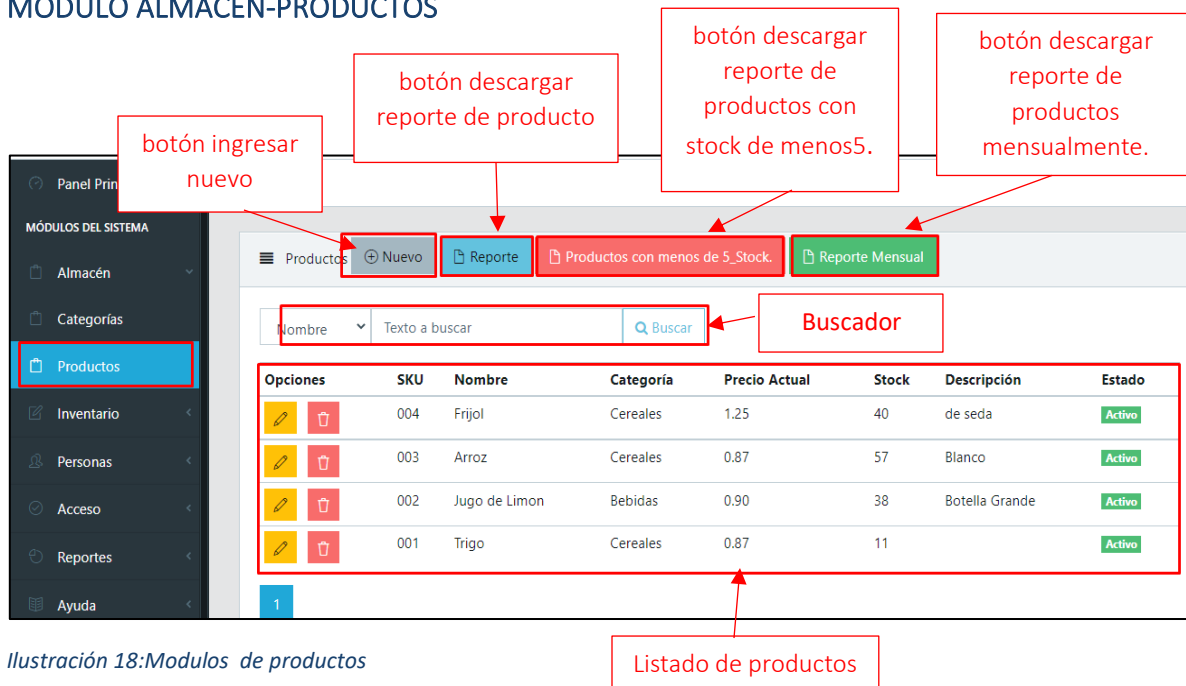 MODULO ALMACEN-PRODUCTOS
botón descargar
reporte de
productos con
stock de menos5.
botón descargar
reporte de
productos
mensualmente.
botón descargar
reporte de producto
botón ingresar
nuevo
Panel Prin
MÓDULOS DEL SISTEMA
Almacén
Categorías
Productos
Inventario
Personas
Acceso
Reportes
Ayuda
Productos Nuevo Reporte Productos con menos de 5_Stock. Reporte Mensual
Nombre Texto a buscar Buscar
Buscador
Opciones SKU Nombre Categoría Precio Actual Stock Descripción Estado
004 Frijol Cereales 1.25 40 de seda Activo
003 Arroz Cereales 0.87 57 Blanco Activo
002 Jugo de Limon Bebidas 0.90 38 Botella Grande Activo
001 Trigo Cereales 0.87 11 Activo
1
Ilustración 18:Modulos de productos
Listado de productos